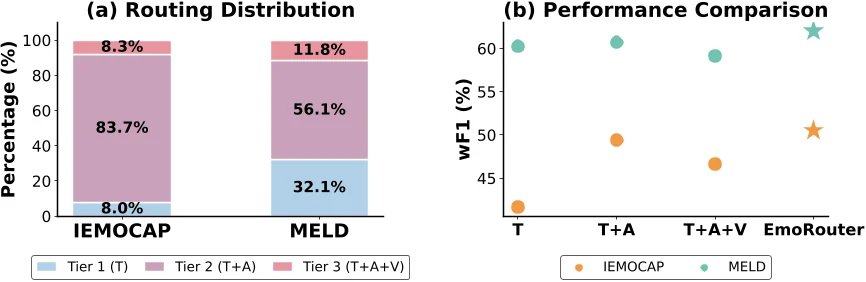 (a) Routing Distribution
Percentage (%)
100
80
60
40
20
0
8.3%
83.7%
8.0%
11.8%
56.1%
32.1%
IEMOCAP MELD
Tier 1 (T) Tier 2 (T+A) Tier 3 (T+A+V)
(b) Performance Comparison
wF1 (%)
60
55
50
45
T T+A T+A+V EmoRouter
IEMOCAP MELD